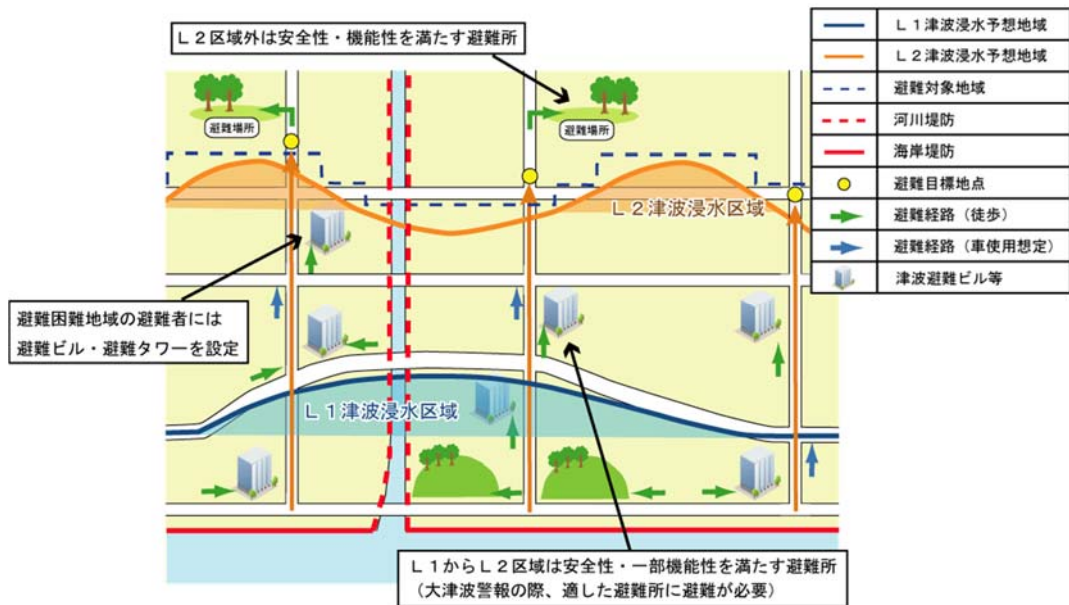 L2区域外は安全性・機能性を満たす避難所
L1津波浸水予想地域
L2津波浸水予想地域
避難対象地域
河川堤防
海岸堤防
避難目標地点
避難経路（徒歩）
避難経路（車使用想定）
津波避難ビル等
避難場所
避難場所
L2津波浸水区域
避難困難地域の避難者には
避難ビル・避難タワーを設定
L1津波浸水区域
L1からL2区域は安全性・一部機能性を満たす避難所
（大津波警報の際、適した避難所に避難が必要）